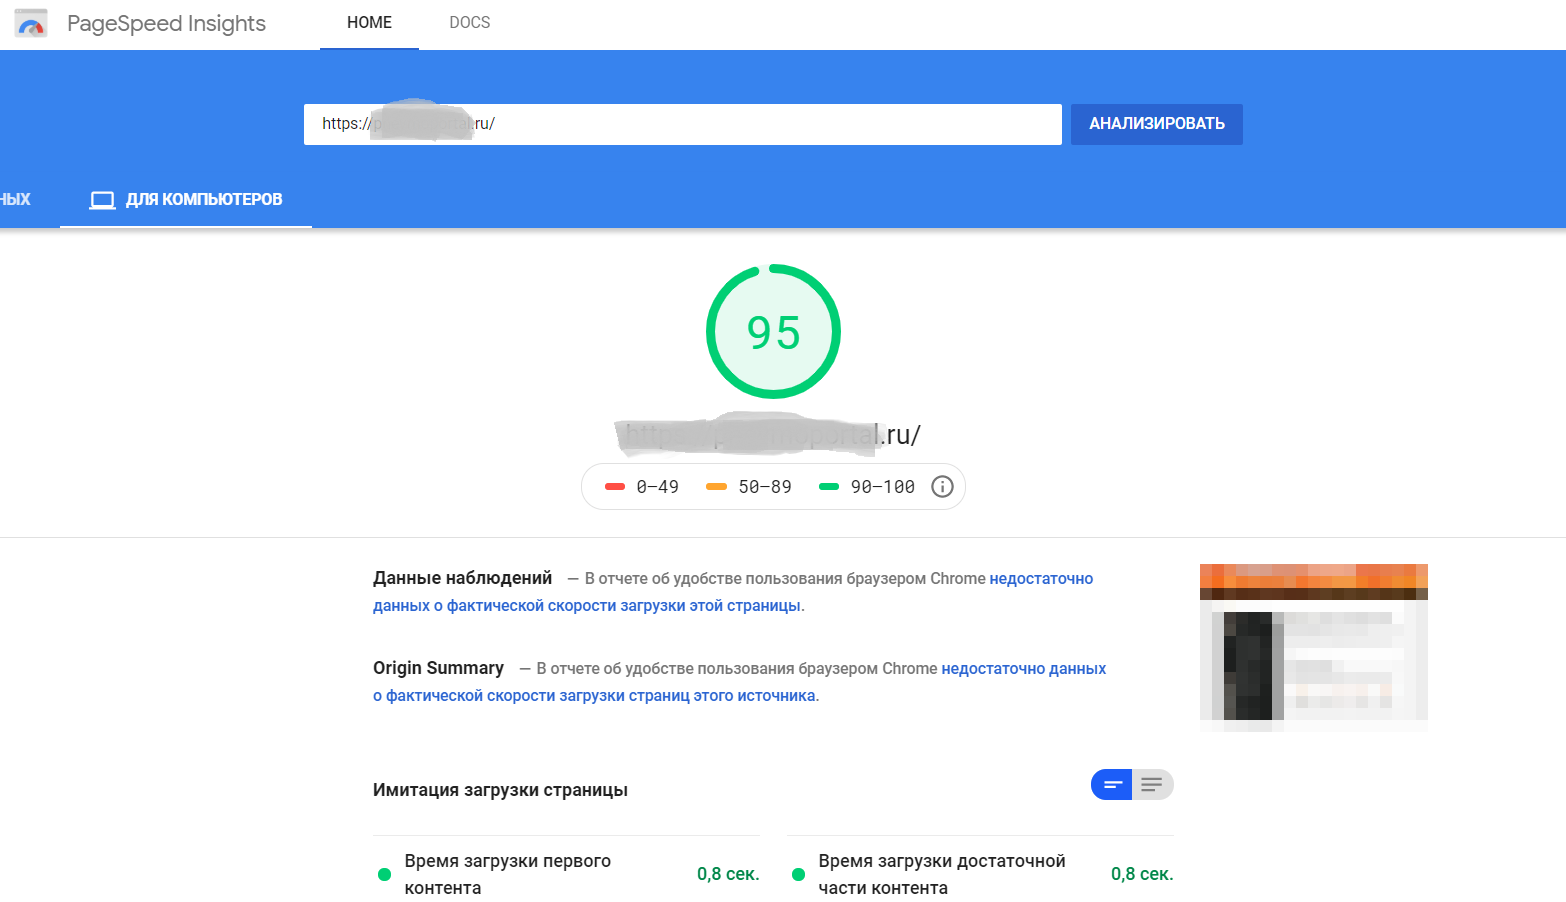 PageSpeed Insights
HOME
DOCS
https://
.ru/
АНАЛИЗИРОВАТЬ
НЫХ
ДЛЯ КОМПЬЮТЕРОВ
95
.ru/
0–49
50–89
90–100
Данные наблюдений — В отчете об удобстве пользования браузером Chrome недостаточно
данных о фактической скорости загрузки этой страницы.
Origin Summary — В отчете об удобстве пользования браузером Chrome недостаточно данных
о фактической скорости загрузки страниц этого источника.
Имитация загрузки страницы
Время загрузки первого
контента
0,8 сек.
Время загрузки достаточной
части контента
0,8 сек.